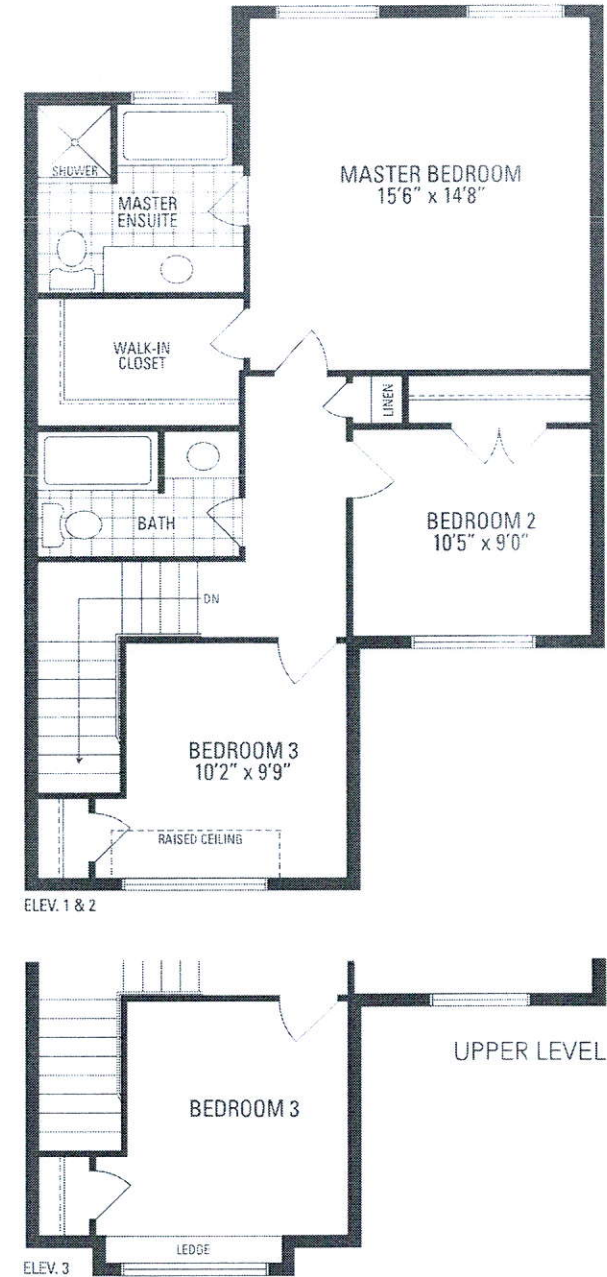 SHOWER
MASTER
ENSUITE
MASTER BEDROOM
15'6" x 14'8"
WALK-IN
CLOSET
LINEN
BATH
BEDROOM 2
10'5" x 9'0"
DN
BEDROOM 3
10'2" x 9'9"
RAISED CEILING
ELEV. 1 & 2
UPPER LEVEL
BEDROOM 3
LEDGE
ELEV. 3